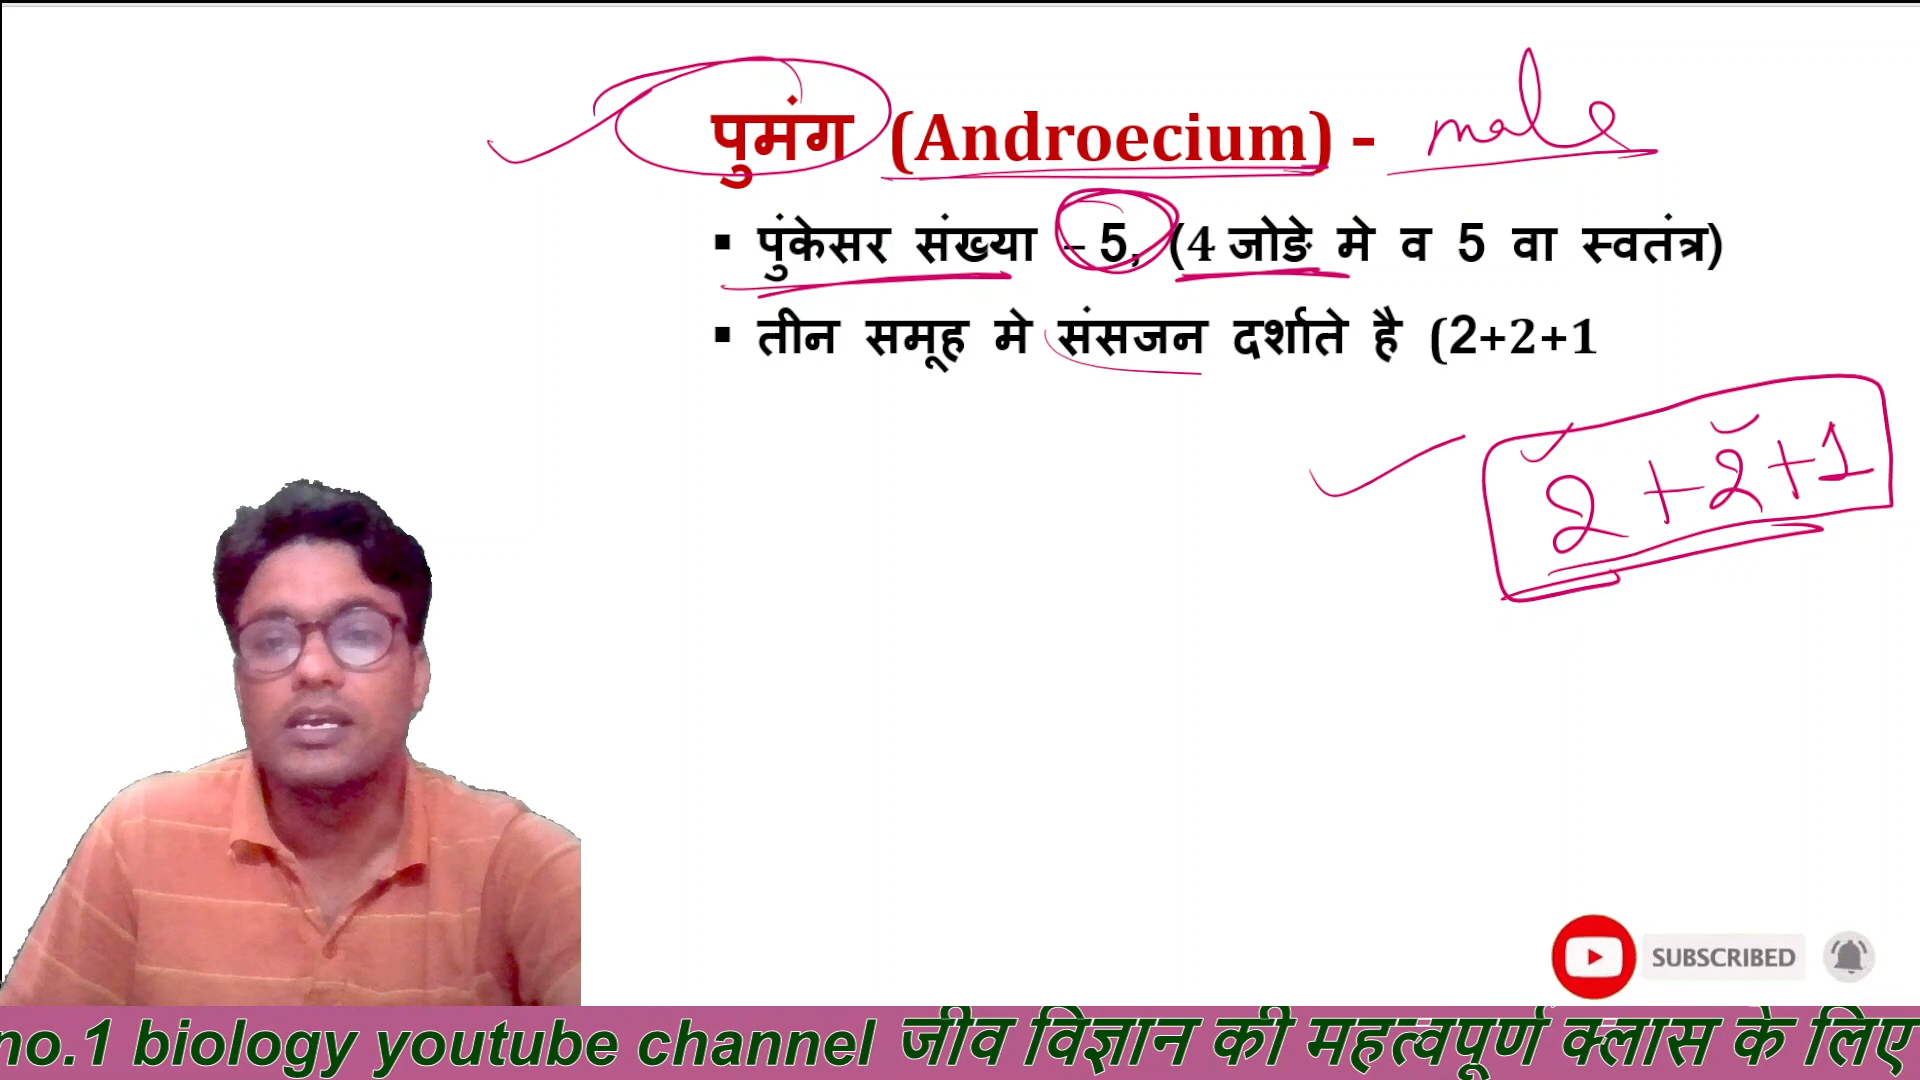 पुमंग (Androecium) - male
▪ पुंकेसर संख्या - 5, (4 जोडे मे व 5 वा स्वतंत्र)
▪ तीन समूह मे संसजन दर्शाते है (2+2+1
2+2+1
SUBSCRIBED
no.1 biology youtube channel जीव विज्ञान की महत्वपूर्ण क्लास के लिए